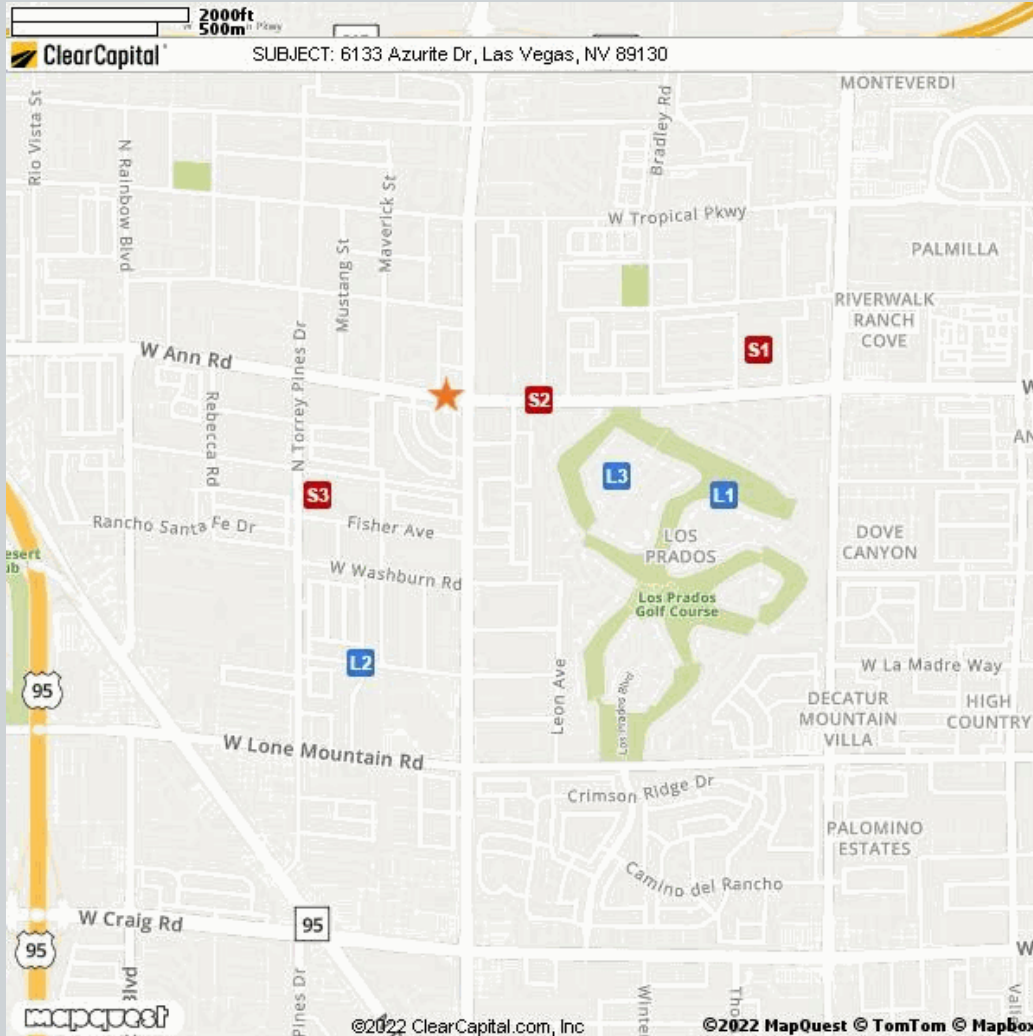 2000ft
500m
ClearCapital
SUBJECT: 6133 Azurite Dr, Las Vegas, NV 89130
MONTEVERDI
Rio Vista St
N Rainbow Blvd
Bradley Rd
Maverick St
W Tropical Pkwy
Mustang St
PALMILLA
RIVERWALK
RANCH
COVE
N Torrey Pines Dr
W Ann Rd
S1
S2
Rebecca Rd
L3
S3
L1
Rancho Santa Fe Dr
Fisher Ave
LOS
PRADOS
DOVE
CANYON
W Washburn Rd
Los Prados
Golf Course
L2
Leon Ave
W La Madre Way
95
Los Prados Blvd
DECATUR
MOUNTAIN
VILLA
HIGH
COUNTRY
W Lone Mountain Rd
Crimson Ridge Dr
PALOMINO
ESTATES
Camino del Rancho
W Craig Rd
95
95
Blvd
Pines Dr
mapquest
©2022 ClearCapital.com, Inc
©2022 MapQuest © TomTom © Mapbox